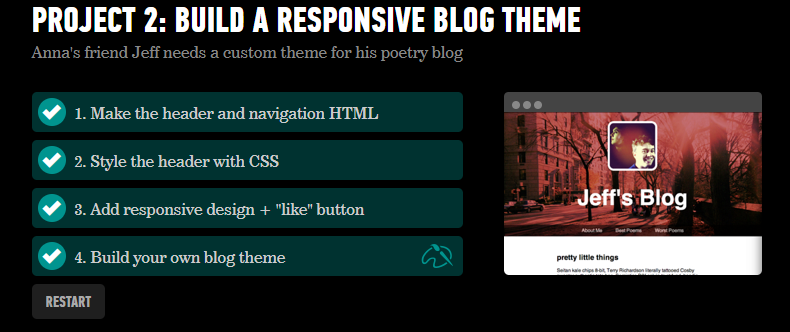 PROJECT 2: BUILD A RESPONSIVE BLOG THEME
Anna's friend Jeff needs a custom theme for his poetry blog
1. Make the header and navigation HTML
2. Style the header with CSS
3. Add responsive design + "like" button
4. Build your own blog theme
RESTART
Jeff's Blog
About Me Best Poems Worst Poems
pretty little things
Seitan kale chips 8-bit, Terry Richardson literally tattooed Cosby